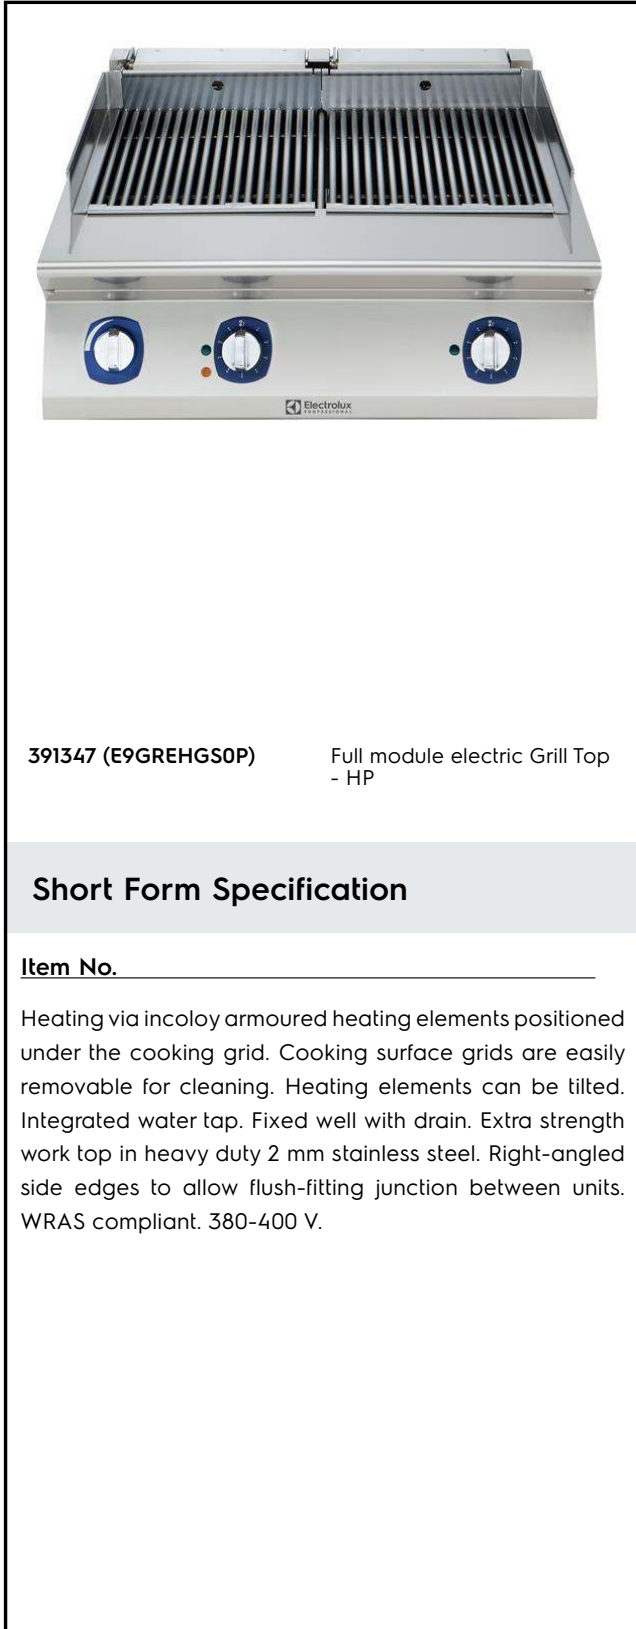 Electrolux
PROFESSIONAL
391347 (E9GREHGS0P)
Full module electric Grill Top
- HP
Short Form Specification
Item No.
Heating via incoloy armoured heating elements positioned
under the cooking grid. Cooking surface grids are easily
removable for cleaning. Heating elements can be tilted.
Integrated water tap. Fixed well with drain. Extra strength
work top in heavy duty 2 mm stainless steel. Right-angled
side edges to allow flush-fitting junction between units.
WRAS compliant. 380-400 V.